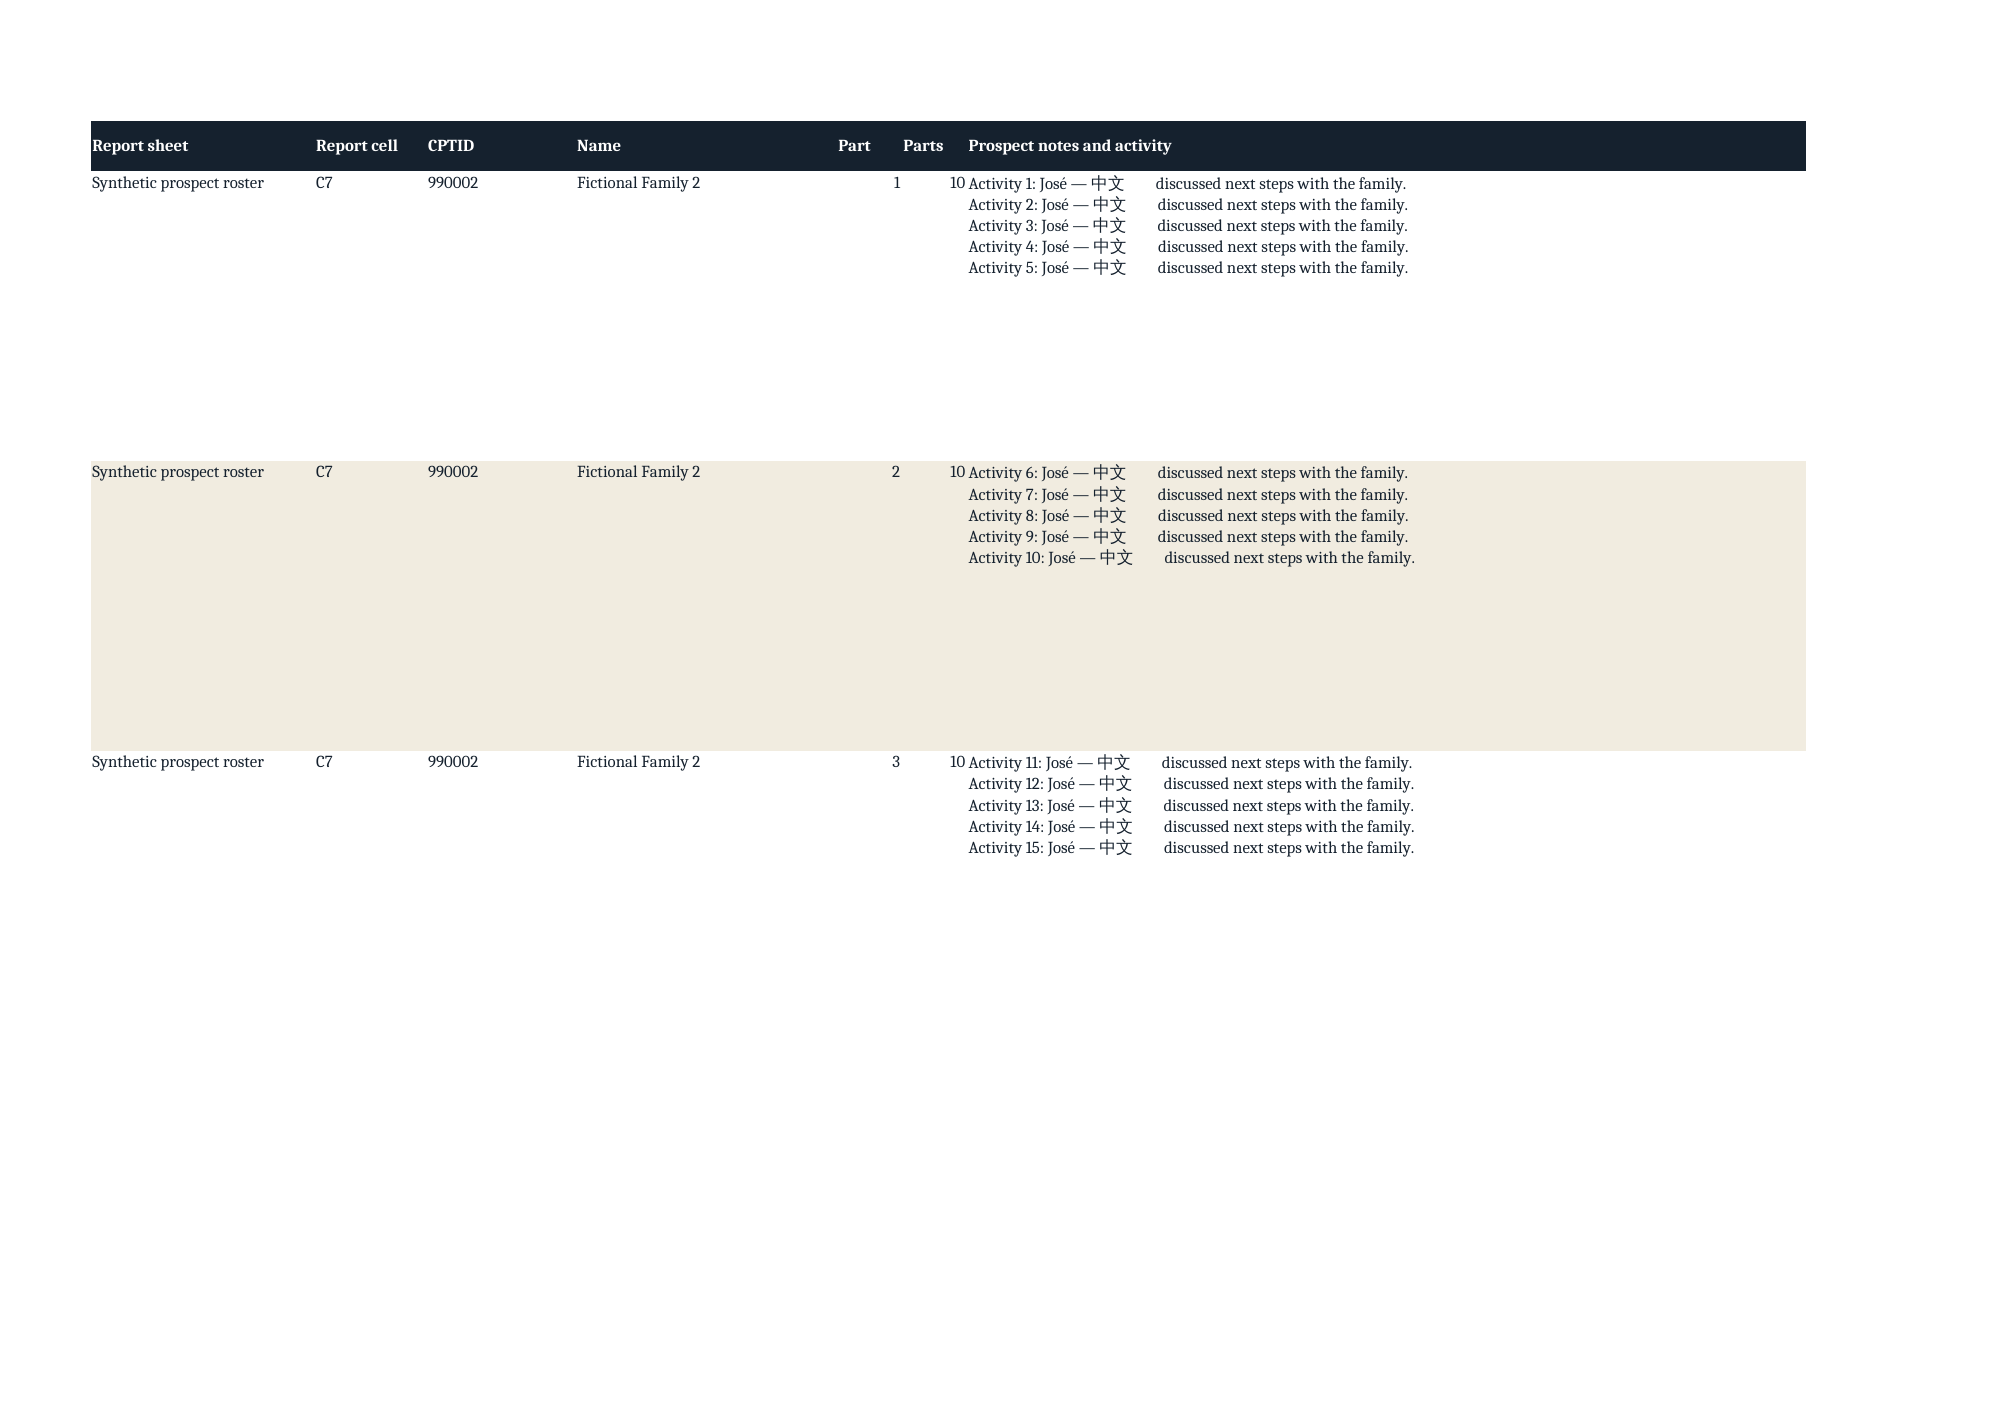 Report sheet Report cell CPTID Name Part Parts Prospect notes and activity
Synthetic prospect roster C7 990002 Fictional Family 2 1 10 Activity 1: José — 中文 discussed next steps with the family.
Activity 2: José — 中文 discussed next steps with the family.
Activity 3: José — 中文 discussed next steps with the family.
Activity 4: José — 中文 discussed next steps with the family.
Activity 5: José — 中文 discussed next steps with the family.
Synthetic prospect roster C7 990002 Fictional Family 2 2 10 Activity 6: José — 中文 discussed next steps with the family.
Activity 7: José — 中文 discussed next steps with the family.
Activity 8: José — 中文 discussed next steps with the family.
Activity 9: José — 中文 discussed next steps with the family.
Activity 10: José — 中文 discussed next steps with the family.
Synthetic prospect roster C7 990002 Fictional Family 2 3 10 Activity 11: José — 中文 discussed next steps with the family.
Activity 12: José — 中文 discussed next steps with the family.
Activity 13: José — 中文 discussed next steps with the family.
Activity 14: José — 中文 discussed next steps with the family.
Activity 15: José — 中文 discussed next steps with the family.